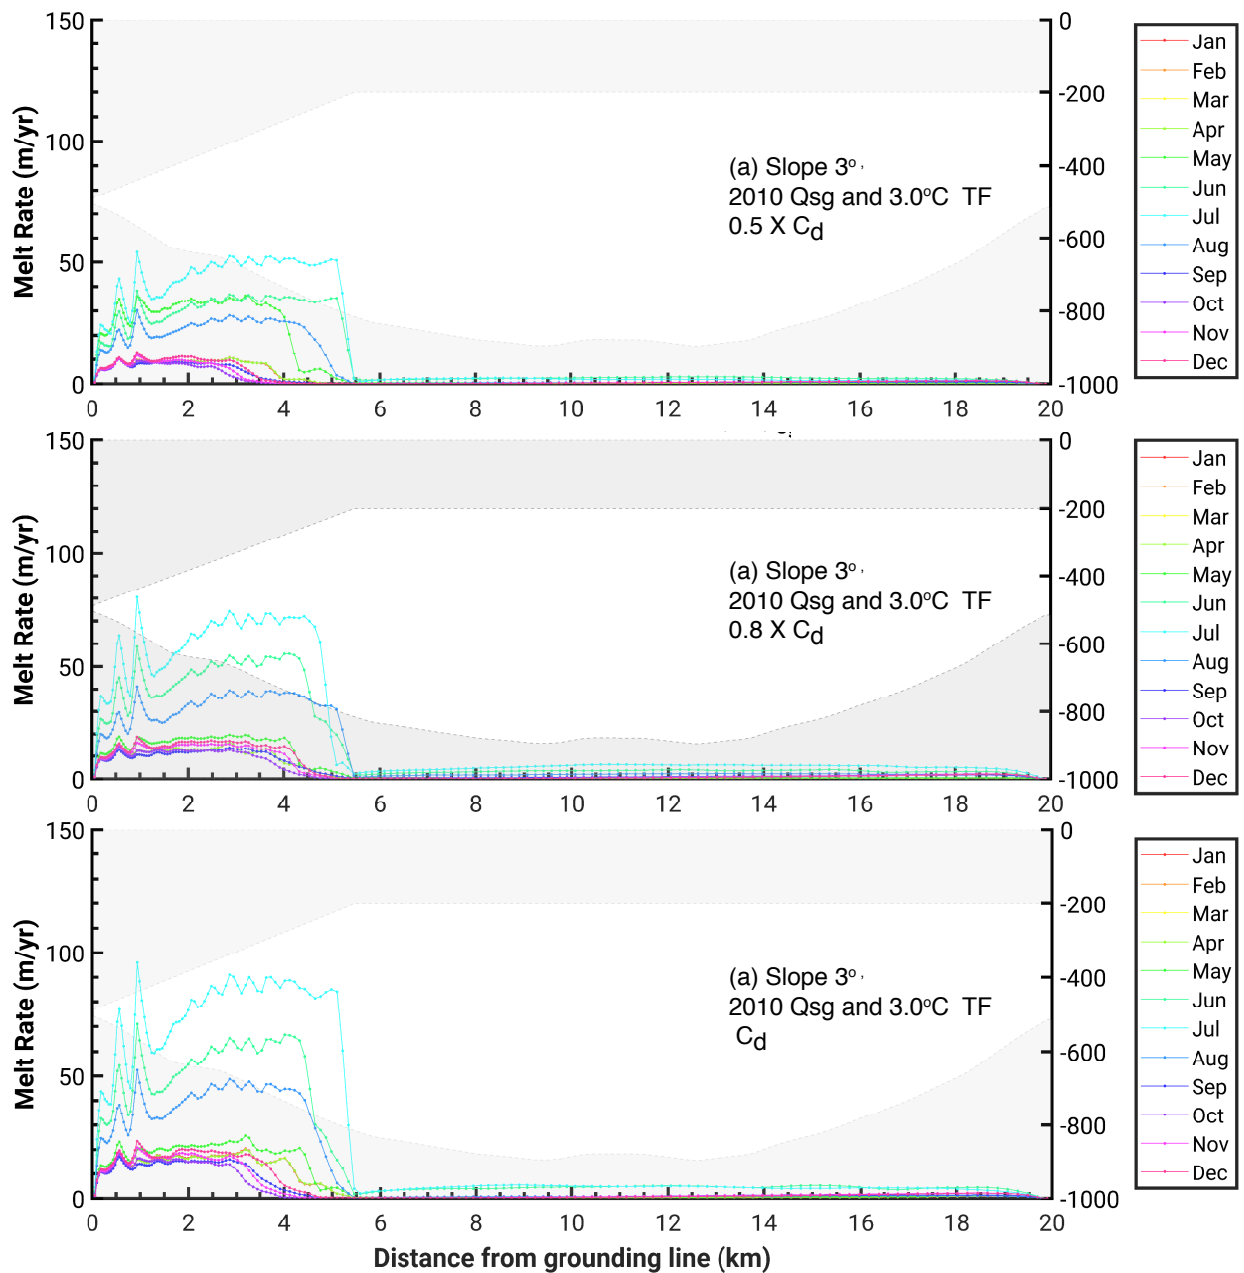 150
100
50
0
Melt Rate (m/yr)
0
-200
-400
-600
-800
-1000
0 2 4 6 8 10 12 14 16 18 20
(a) Slope 3º,
2010 Qsg and 3.0ºC TF
0.5 X Cd
Jan
Feb
Mar
Apr
May
Jun
Jul
Aug
Sep
Oct
Nov
Dec
150
100
50
0
Melt Rate (m/yr)
0
-200
-400
-600
-800
-1000
0 2 4 6 8 10 12 14 16 18 20
(a) Slope 3º,
2010 Qsg and 3.0ºC TF
0.8 X Cd
Jan
Feb
Mar
Apr
May
Jun
Jul
Aug
Sep
Oct
Nov
Dec
150
100
50
0
Melt Rate (m/yr)
0
-200
-400
-600
-800
-1000
0 2 4 6 8 10 12 14 16 18 20
(a) Slope 3º,
2010 Qsg and 3.0ºC TF
Cd
Jan
Feb
Mar
Apr
May
Jun
Jul
Aug
Sep
Oct
Nov
Dec
Distance from grounding line (km)